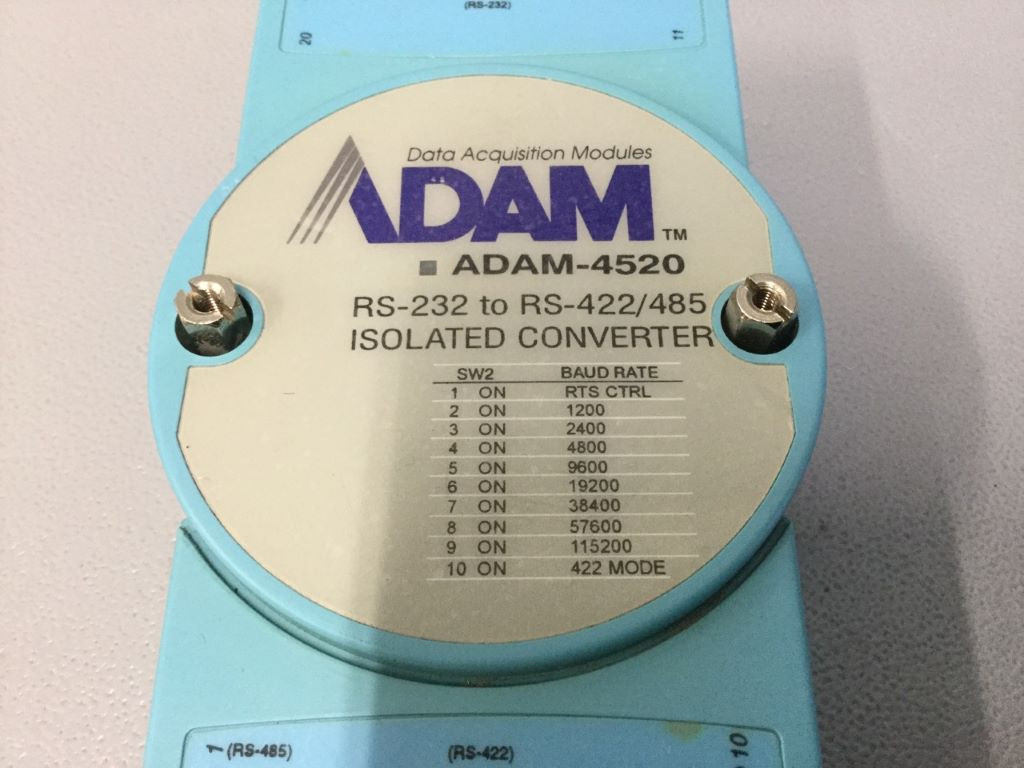 (RS-232)
20 11
Data Acquisition Modules
ADAM TM
ADAM-4520
RS-232 to RS-422/485
ISOLATED CONVERTER
SW2 BAUD RATE
1 ON RTS CTRL
2 ON 1200
3 ON 2400
4 ON 4800
5 ON 9600
6 ON 19200
7 ON 38400
8 ON 57600
9 ON 115200
10 ON 422 MODE
1 (RS-485) (RS-422) 10